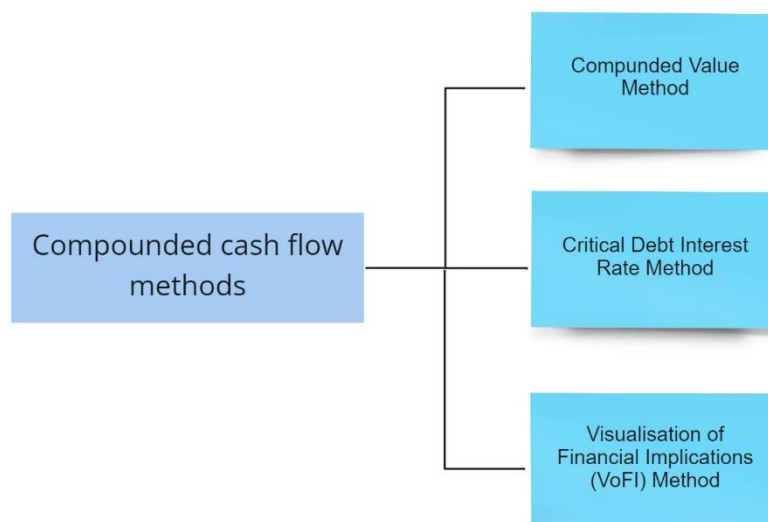 Compounded cash flow
methods
Compunded Value
Method
Critical Debt Interest
Rate Method
Visualisation of
Financial Implications
(VoFI) Method